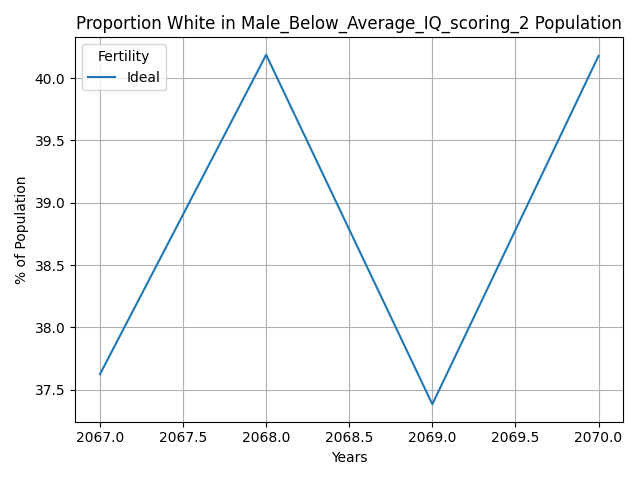 Proportion White in Male_Below_Average_IQ_scoring_2 Population
Fertility
Ideal
40.0
39.5
39.0
38.5
38.0
37.5
% of Population
2067.0 2067.5 2068.0 2068.5 2069.0 2069.5 2070.0
Years